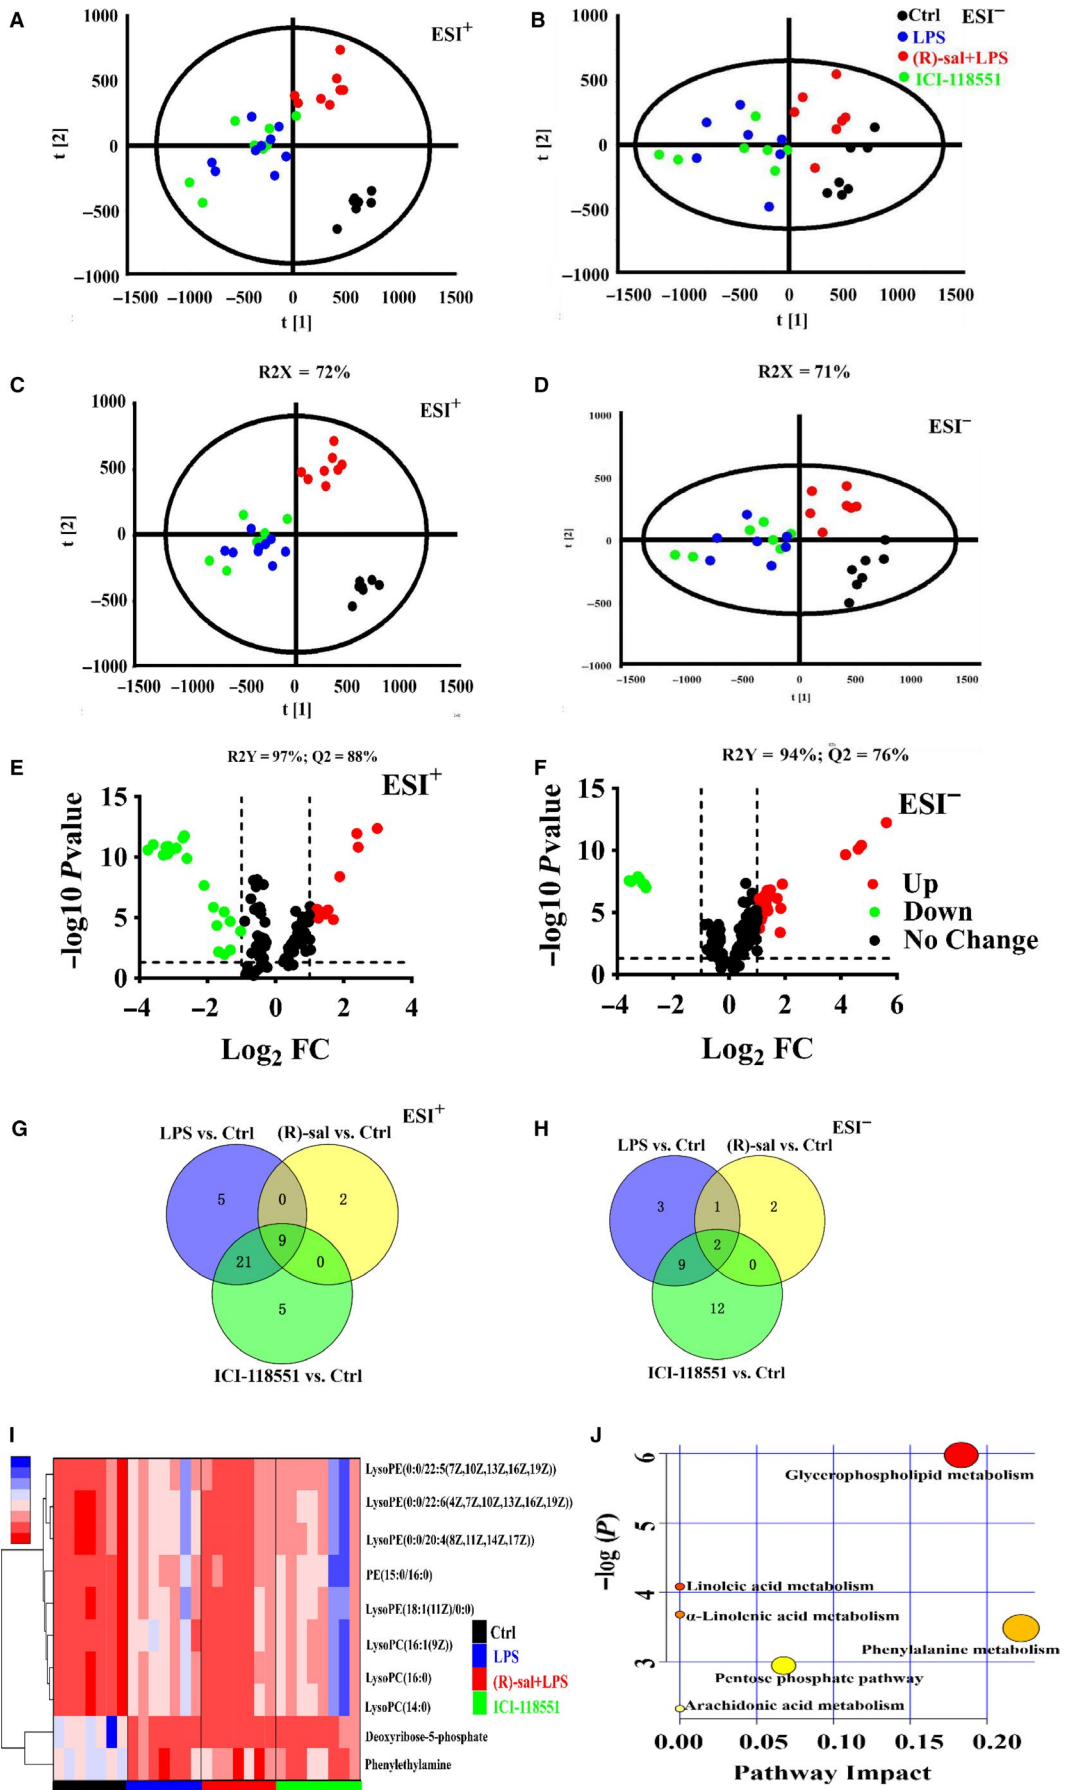 A
ESI+
1000
500
0
−500
−1000
t [2]
−1500 −1000 −500 0 500 1000 1500
t [1]
B
Ctrl ESI−
LPS
(R)-sal+LPS
ICI-118551
1000
500
0
−500
−1000
t [2]
−1500 −1000 −500 0 500 1000 1500
t [1]
C
R2X = 72%
ESI+
1000
500
0
−500
−1000
t [2]
−1500 −1000 −500 0 500 1000 1500
t [1]
D
R2X = 71%
ESI−
1000
500
0
−500
−1000
t [2]
−1500 −1000 −500 0 500 1000 1500
t [1]
E
R2Y = 97%; Q2 = 88%
ESI+
15
10
5
0
−log10 Pvalue
−4 −2 0 2 4
Log2 FC
F
R2Y = 94%; Q2 = 76%
ESI−
15
10
5
0
−log10 Pvalue
Up
Down
No Change
−4 −2 0 2 4 6
Log2 FC
G
ESI+
LPS vs. Ctrl (R)-sal vs. Ctrl
5 0 2
9
21 0
5
ICI-118551 vs. Ctrl
H
ESI−
LPS vs. Ctrl (R)-sal vs. Ctrl
3 1 2
2
9 0
12
ICI-118551 vs. Ctrl
I
LysoPE(0:0/22:5(7Z,10Z,13Z,16Z,19Z))
LysoPE(0:0/22:6(4Z,7Z,10Z,13Z,16Z,19Z))
LysoPE(0:0/20:4(8Z,11Z,14Z,17Z))
PE(15:0/16:0)
LysoPE(18:1(11Z)/0:0)
LysoPC(16:1(9Z))
LysoPC(16:0)
LysoPC(14:0)
Deoxyribose-5-phosphate
Phenylethylamine
Ctrl
LPS
(R)-sal+LPS
ICI-118551
J
6
5
4
3
−log (P)
Glycerophospholipid metabolism
Linoleic acid metabolism
α-Linolenic acid metabolism
Phenylalanine metabolism
Pentose phosphate pathway
Arachidonic acid metabolism
0.00 0.05 0.10 0.15 0.20
Pathway Impact